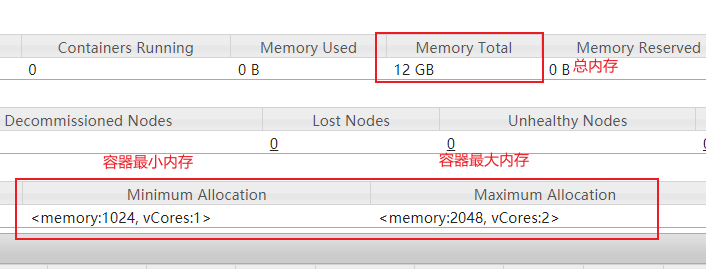 Containers Running Memory Used Memory Total Memory Reserved
0 0 B 12 GB 0 B 总内存
Decommissioned Nodes Lost Nodes Unhealthy Nodes
0 0
容器最小内存 容器最大内存
Minimum Allocation Maximum Allocation
<memory:1024, vCores:1> <memory:2048, vCores:2>